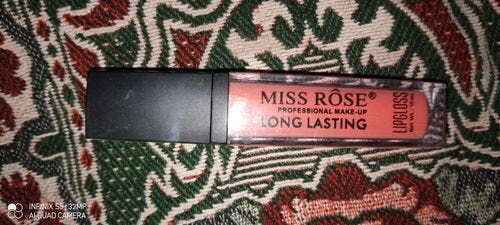 MISS RÔSE®
PROFESSIONAL MAKE-UP
LONG LASTING
LIPGLOSS
INFINIX S5 | 32MP
AI QUAD CAMERA